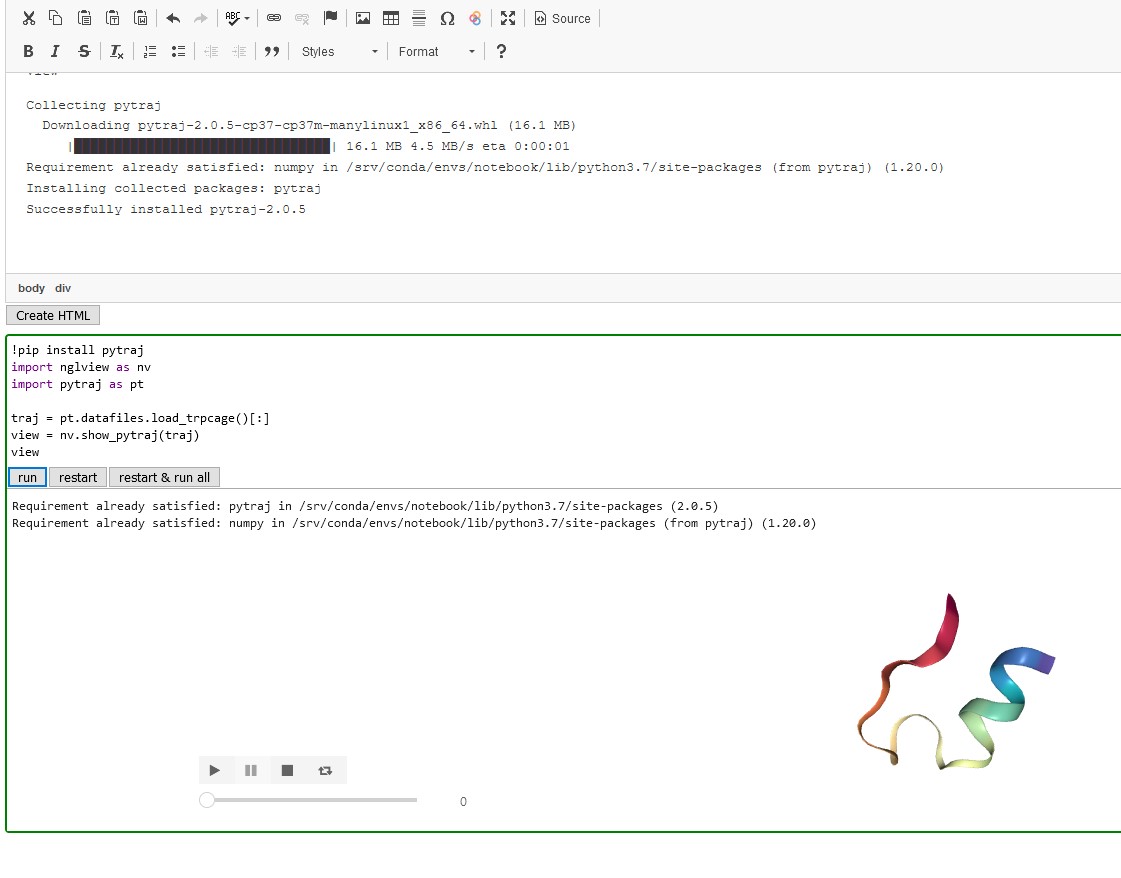 ABC
Ω
Source
B I S Tx
Styles
Format
?
view
Collecting pytraj
Downloading pytraj-2.0.5-cp37-cp37m-manylinux1_x86_64.whl (16.1 MB)
|████████████████████████████████| 16.1 MB 4.5 MB/s eta 0:00:01
Requirement already satisfied: numpy in /srv/conda/envs/notebook/lib/python3.7/site-packages (from pytraj) (1.20.0)
Installing collected packages: pytraj
Successfully installed pytraj-2.0.5
body div
Create HTML
!pip install pytraj
import nglview as nv
import pytraj as pt
traj = pt.datafiles.load_trpcage()[:]
view = nv.show_pytraj(traj)
view
run restart restart & run all
Requirement already satisfied: pytraj in /srv/conda/envs/notebook/lib/python3.7/site-packages (2.0.5)
Requirement already satisfied: numpy in /srv/conda/envs/notebook/lib/python3.7/site-packages (from pytraj) (1.20.0)
0